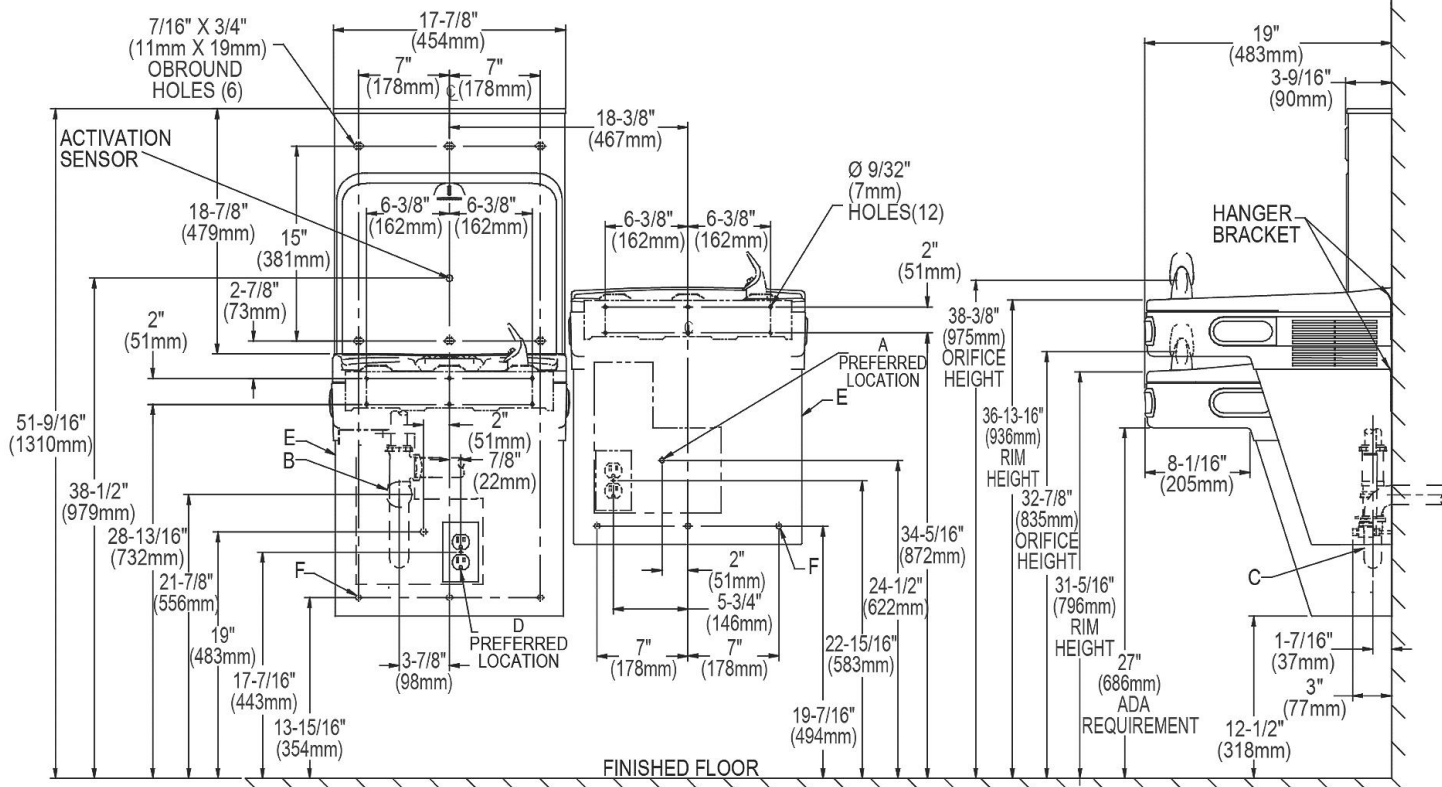 7/16" X 3/4"
(11mm X 19mm)
OBROUND
HOLES (6)
17-7/8"
(454mm)
7"
(178mm)
7"
(178mm)
℄
18-3/8"
(467mm)
ACTIVATION
SENSOR
Ø 9/32"
(7mm)
HOLES(12)
18-7/8"
(479mm)
15"
(381mm)
2-7/8"
(73mm)
2"
(51mm)
6-3/8"
(162mm)
6-3/8"
(162mm)
6-3/8"
(162mm)
6-3/8"
(162mm)
2"
(51mm)
℄
A
PREFERRED
LOCATION
E
51-9/16"
(1310mm)
38-1/2"
(979mm)
28-13/16"
(732mm)
21-7/8"
(556mm)
19"
(483mm)
17-7/16"
(443mm)
13-15/16"
(354mm)
E
B
F
2"
(51mm)
7/8"
(22mm)
D
PREFERRED
LOCATION
3-7/8"
(98mm)
F
2"
(51mm)
5-3/4"
(146mm)
7"
(178mm)
7"
(178mm)
34-5/16"
(872mm)
24-1/2"
(622mm)
22-15/16"
(583mm)
19-7/16"
(494mm)
FINISHED FLOOR
19"
(483mm)
3-9/16"
(90mm)
HANGER
BRACKET
38-3/8"
(975mm)
ORIFICE
HEIGHT
36-13-16"
(936mm)
RIM
HEIGHT
32-7/8"
(835mm)
ORIFICE
HEIGHT
31-5/16"
(796mm)
RIM
HEIGHT
27"
(686mm)
ADA
REQUIREMENT
8-1/16"
(205mm)
C
1-7/16"
(37mm)
3"
(77mm)
12-1/2"
(318mm)